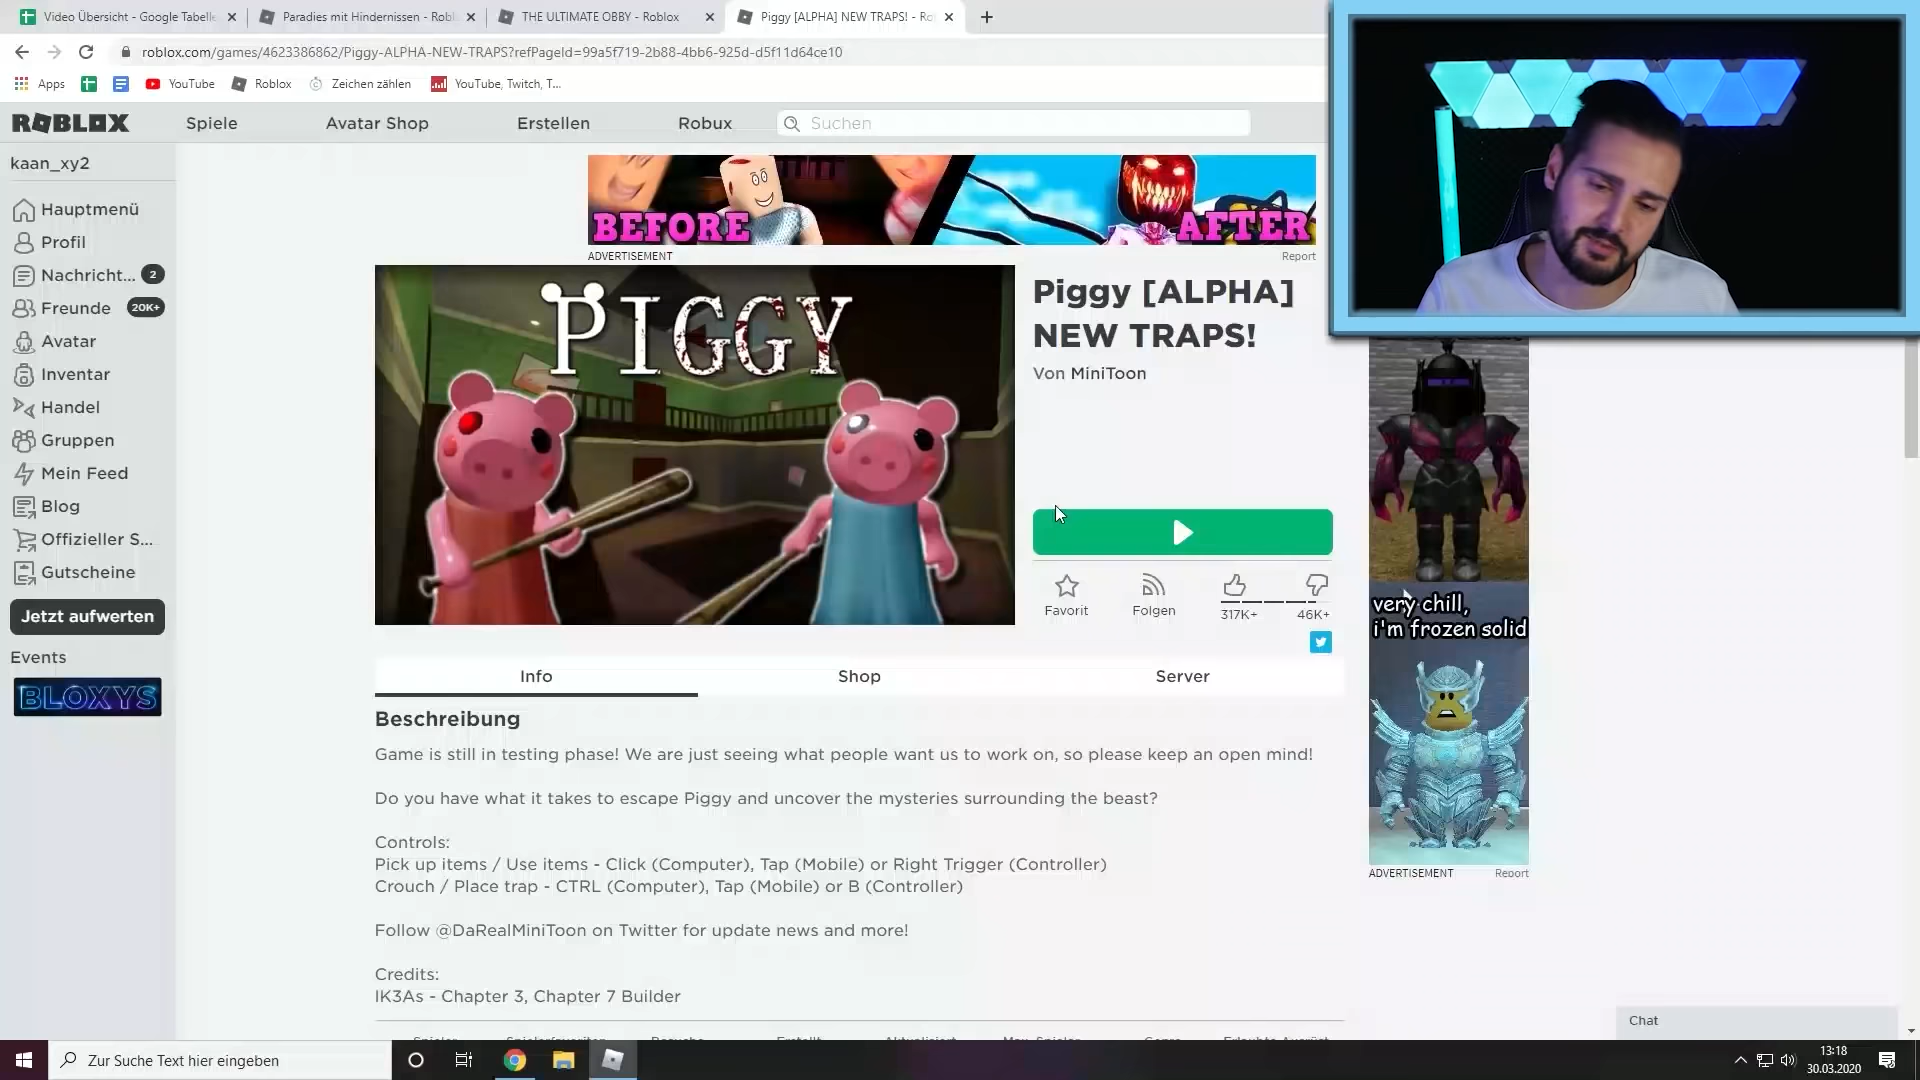 Video Übersicht - Google Tabelle
Paradies mit Hindernissen - Robl
THE ULTIMATE OBBY - Roblox
Piggy [ALPHA] NEW TRAPS! - Ro
roblox.com/games/4623386862/Piggy-ALPHA-NEW-TRAPS?refPageId=99a5f719-2b88-4bb6-925d-d5f11d64ce10
Apps
YouTube
Roblox
Zeichen zählen
YouTube, Twitch, T...
ROBLOX
Spiele
Avatar Shop
Erstellen
Robux
Suchen
kaan_xy2
Hauptmenü
Profil
Nachricht... 2
Freunde 20K+
Avatar
Inventar
Handel
Gruppen
Mein Feed
Blog
Offizieller S...
Gutscheine
Jetzt aufwerten
Events
BLOXYS
BEFORE
AFTER
ADVERTISEMENT
Report
PIGGY
Piggy [ALPHA]
NEW TRAPS!
Von MiniToon
Favorit
Folgen
317K+
46K+
very chill,
i'm frozen solid
ADVERTISEMENT
Report
Info
Shop
Server
Beschreibung
Game is still in testing phase! We are just seeing what people want us to work on, so please keep an open mind!
Do you have what it takes to escape Piggy and uncover the mysteries surrounding the beast?
Controls:
Pick up items / Use items - Click (Computer), Tap (Mobile) or Right Trigger (Controller)
Crouch / Place trap - CTRL (Computer), Tap (Mobile) or B (Controller)
Follow @DaRealMiniToon on Twitter for update news and more!
Credits:
IK3As - Chapter 3, Chapter 7 Builder
Chat
Zur Suche Text hier eingeben
13:18
30.03.2020